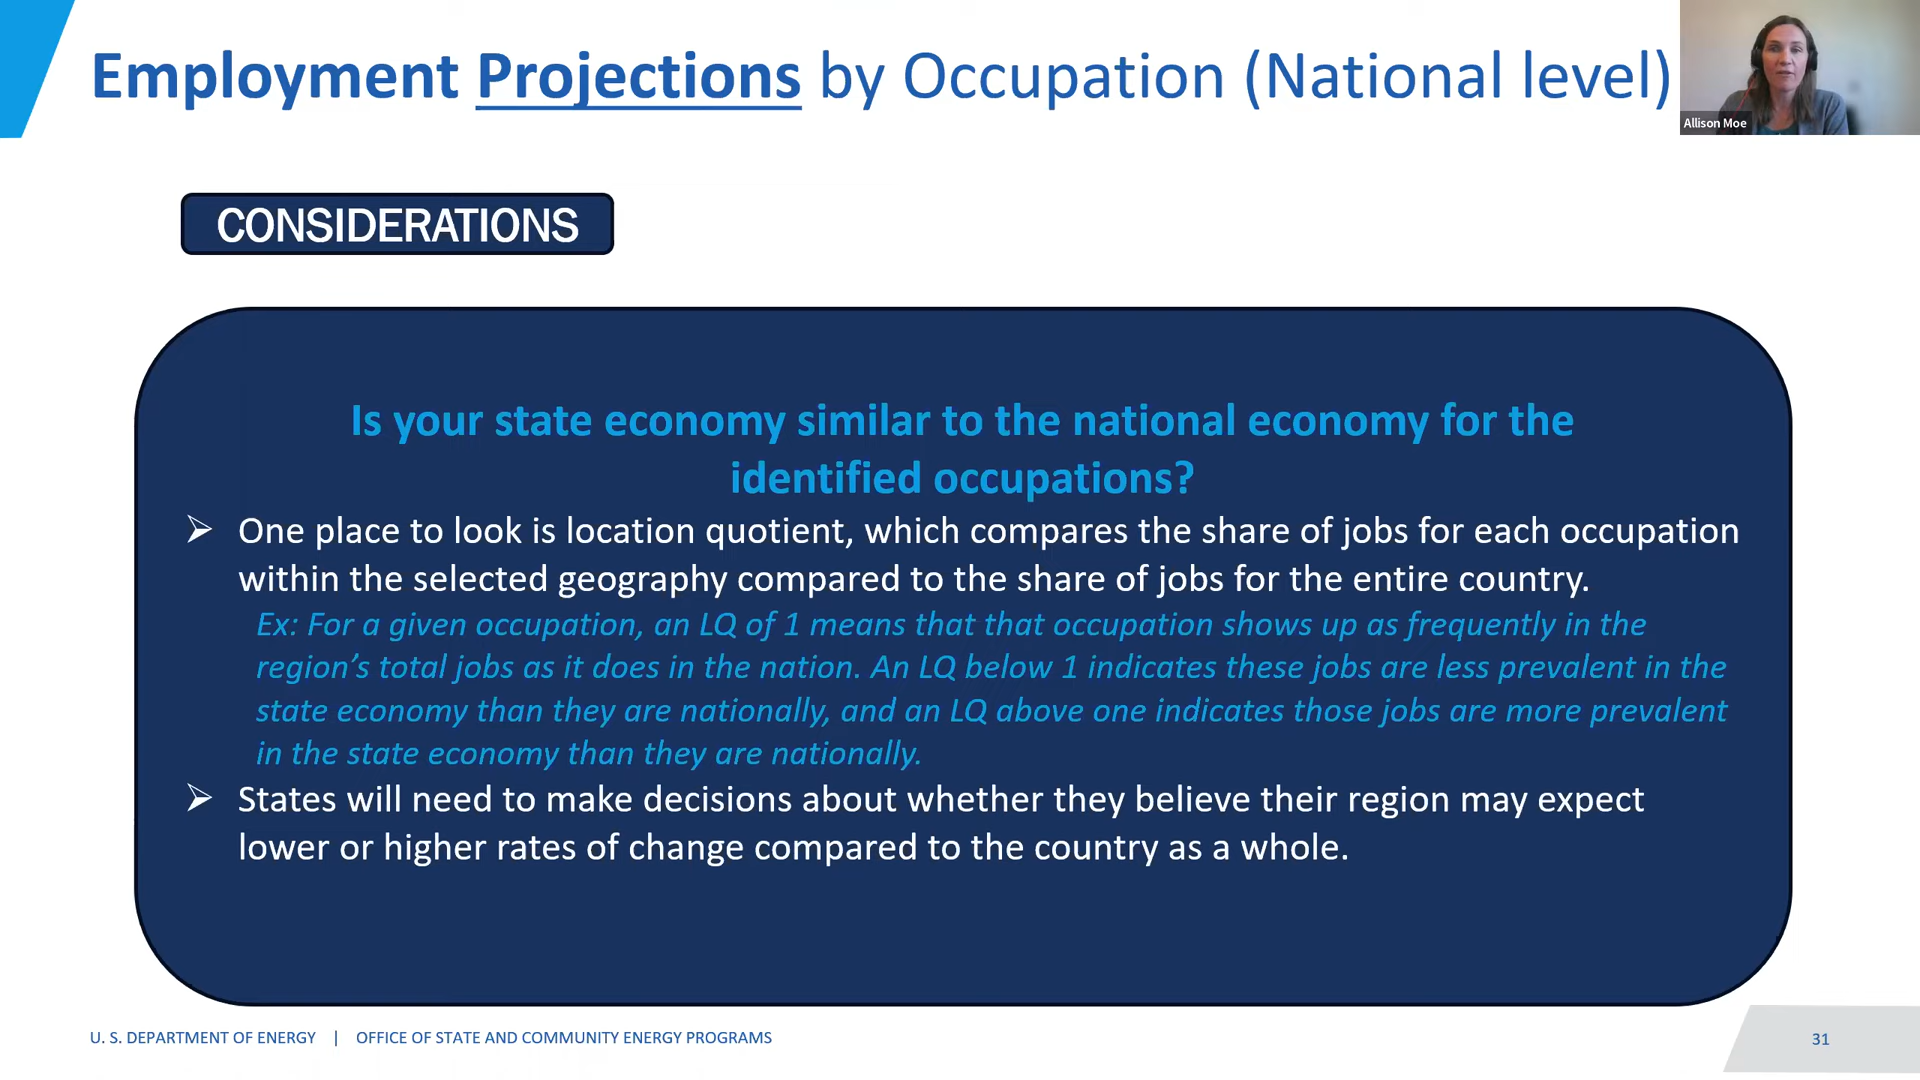 Employment Projections by Occupation (National level)
Allison Moe
CONSIDERATIONS
Is your state economy similar to the national economy for the
identified occupations?
➢ One place to look is location quotient, which compares the share of jobs for each occupation
within the selected geography compared to the share of jobs for the entire country.
Ex: For a given occupation, an LQ of 1 means that that occupation shows up as frequently in the
region’s total jobs as it does in the nation. An LQ below 1 indicates these jobs are less prevalent in the
state economy than they are nationally, and an LQ above one indicates those jobs are more prevalent
in the state economy than they are nationally.
➢ States will need to make decisions about whether they believe their region may expect
lower or higher rates of change compared to the country as a whole.
U. S. DEPARTMENT OF ENERGY | OFFICE OF STATE AND COMMUNITY ENERGY PROGRAMS
31